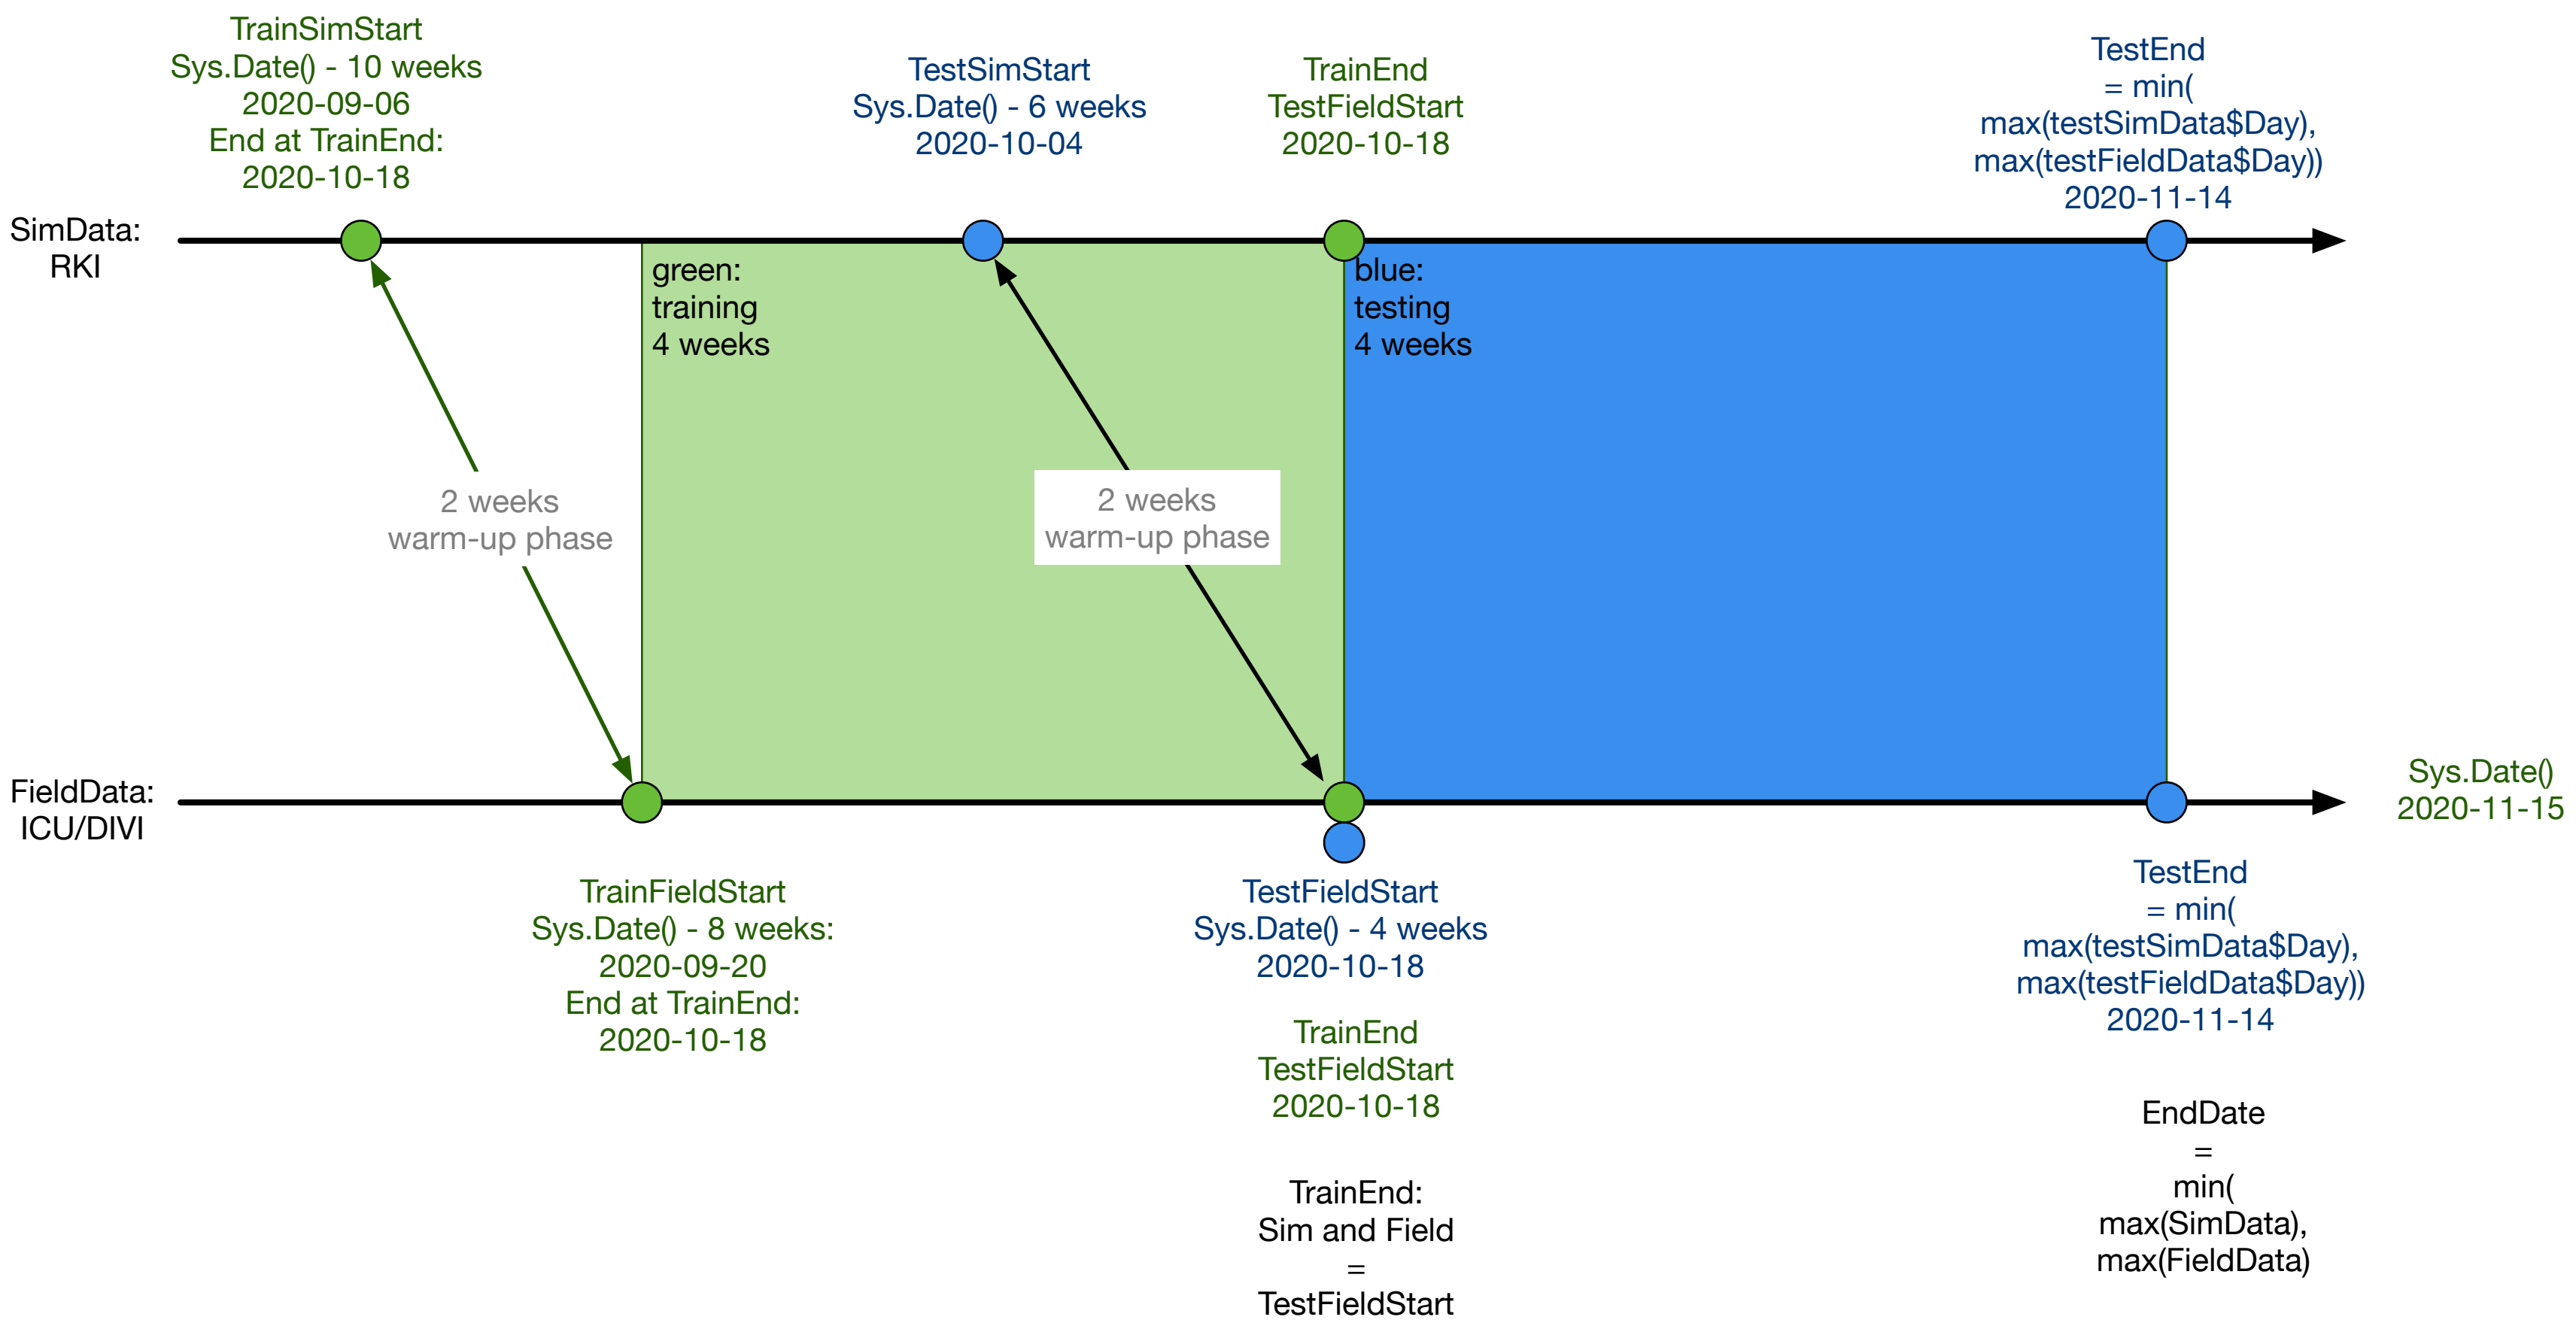 TrainSimStart
Sys.Date() - 10 weeks
2020-09-06
End at TrainEnd:
2020-10-18
TestSimStart
Sys.Date() - 6 weeks
2020-10-04
TrainEnd
TestFieldStart
2020-10-18
TestEnd
= min(
max(testSimData$Day),
max(testFieldData$Day))
2020-11-14
SimData:
RKI
green:
training
4 weeks
blue:
testing
4 weeks
2 weeks
warm-up phase
2 weeks
warm-up phase
FieldData:
ICU/DIVI
Sys.Date()
2020-11-15
TrainFieldStart
Sys.Date() - 8 weeks:
2020-09-20
End at TrainEnd:
2020-10-18
TestFieldStart
Sys.Date() - 4 weeks
2020-10-18
TrainEnd
TestFieldStart
2020-10-18
TrainEnd:
Sim and Field
=
TestFieldStart
TestEnd
= min(
max(testSimData$Day),
max(testFieldData$Day))
2020-11-14
EndDate
=
min(
max(SimData),
max(FieldData)